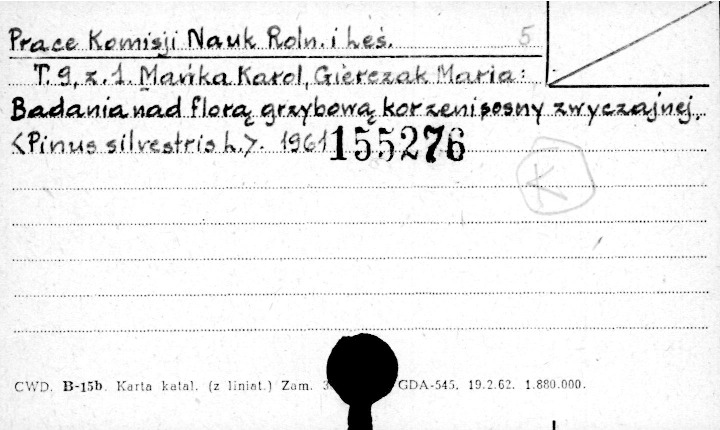 Prace Komisji Nauk Roln. i Leś. 5
T. 9, z. 1. Mańka Karol, Gierczak Maria:
Badania nad florą grzybową korzeni sosny zwyczajnej.
<Pinus silvestris L.>. 1961 155276
K
CWD. B-15b. Karta katal. (z liniat.) Zam. 3 GDA-545. 19.2.62. 1.880.000.